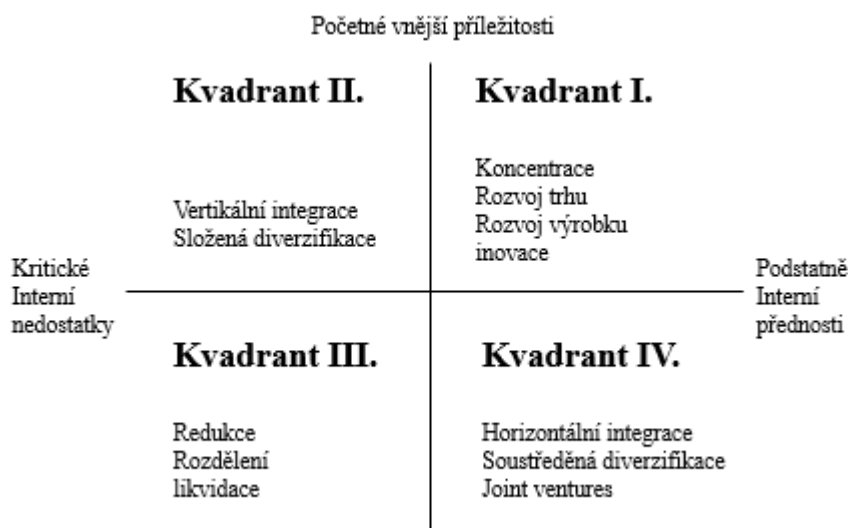 Početné vnější příležitosti
Kvadrant II.
Kvadrant I.
Vertikální integrace
Složená diverzifikace
Koncentrace
Rozvoj trhu
Rozvoj výrobku
inovace
Kritické
Interní
nedostatky
Podstatně
Interní
přednosti
Kvadrant III.
Kvadrant IV.
Redukce
Rozdělení
likvidace
Horizontální integrace
Soustředěná diverzifikace
Joint ventures